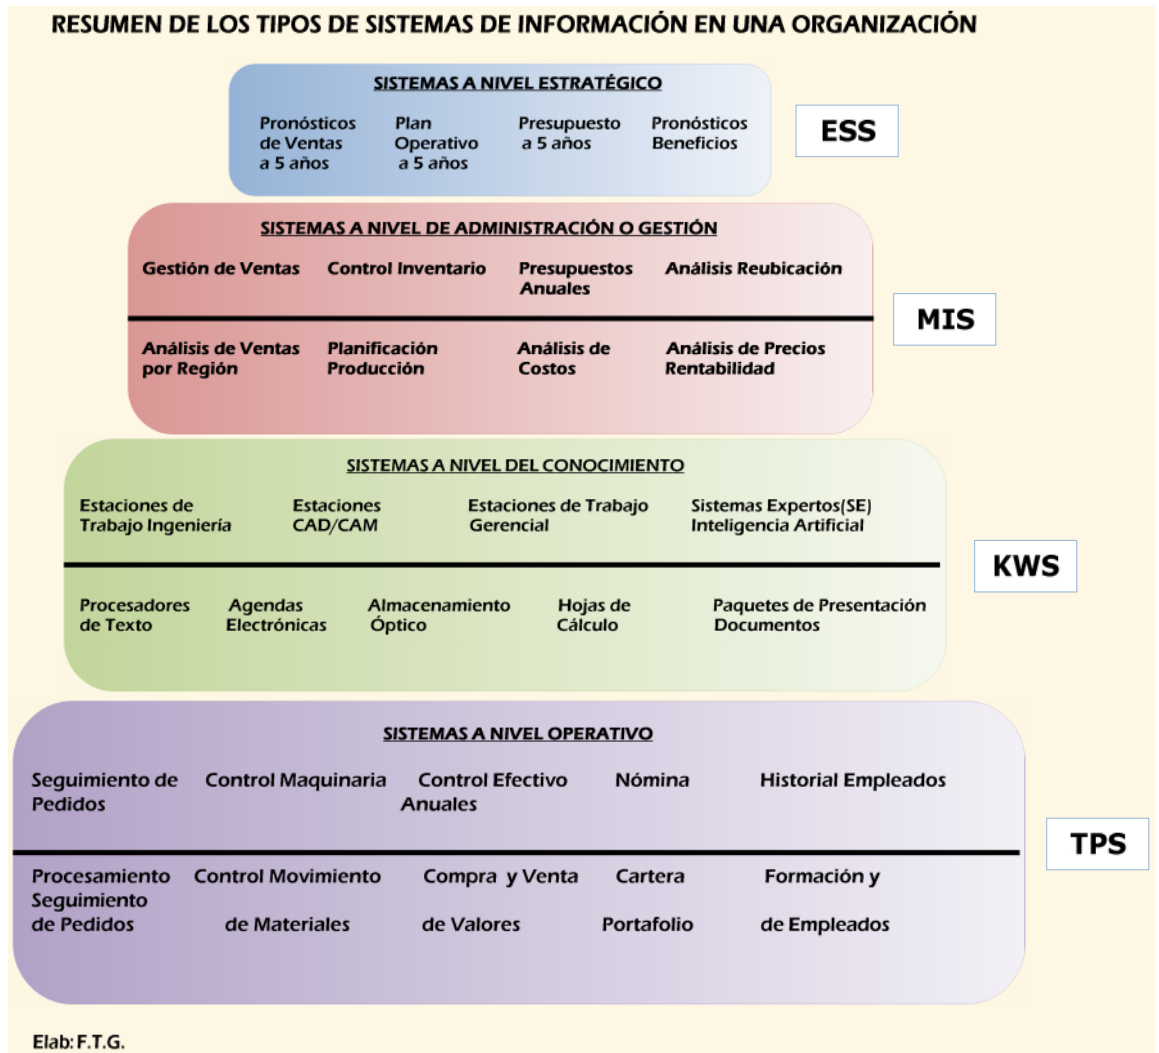 RESUMEN DE LOS TIPOS DE SISTEMAS DE INFORMACIÓN EN UNA ORGANIZACIÓN
SISTEMAS A NIVEL ESTRATÉGICO
Pronósticos
de Ventas
a 5 años
Plan
Operativo
a 5 años
Presupuesto
a 5 años
Pronósticos
Beneficios
ESS
SISTEMAS A NIVEL DE ADMINISTRACIÓN O GESTIÓN
Gestión de Ventas
Control Inventario
Presupuestos
Anuales
Análisis Reubicación
Análisis de Ventas
por Región
Planificación
Producción
Análisis de
Costos
Análisis de Precios
Rentabilidad
MIS
SISTEMAS A NIVEL DEL CONOCIMIENTO
Estaciones de
Trabajo Ingeniería
Estaciones
CAD/CAM
Estaciones de Trabajo
Gerencial
Sistemas Expertos(SE)
Inteligencia Artificial
Procesadores
de Texto
Agendas
Electrónicas
Almacenamiento
Óptico
Hojas de
Cálculo
Paquetes de Presentación
Documentos
KWS
SISTEMAS A NIVEL OPERATIVO
Seguimiento de
Pedidos
Control Maquinaria
Control Efectivo
Anuales
Nómina
Historial Empleados
Procesamiento
Seguimiento
de Pedidos
Control Movimiento
de Materiales
Compra y Venta
de Valores
Cartera
Portafolio
Formación y
de Empleados
TPS
Elab: F.T.G.